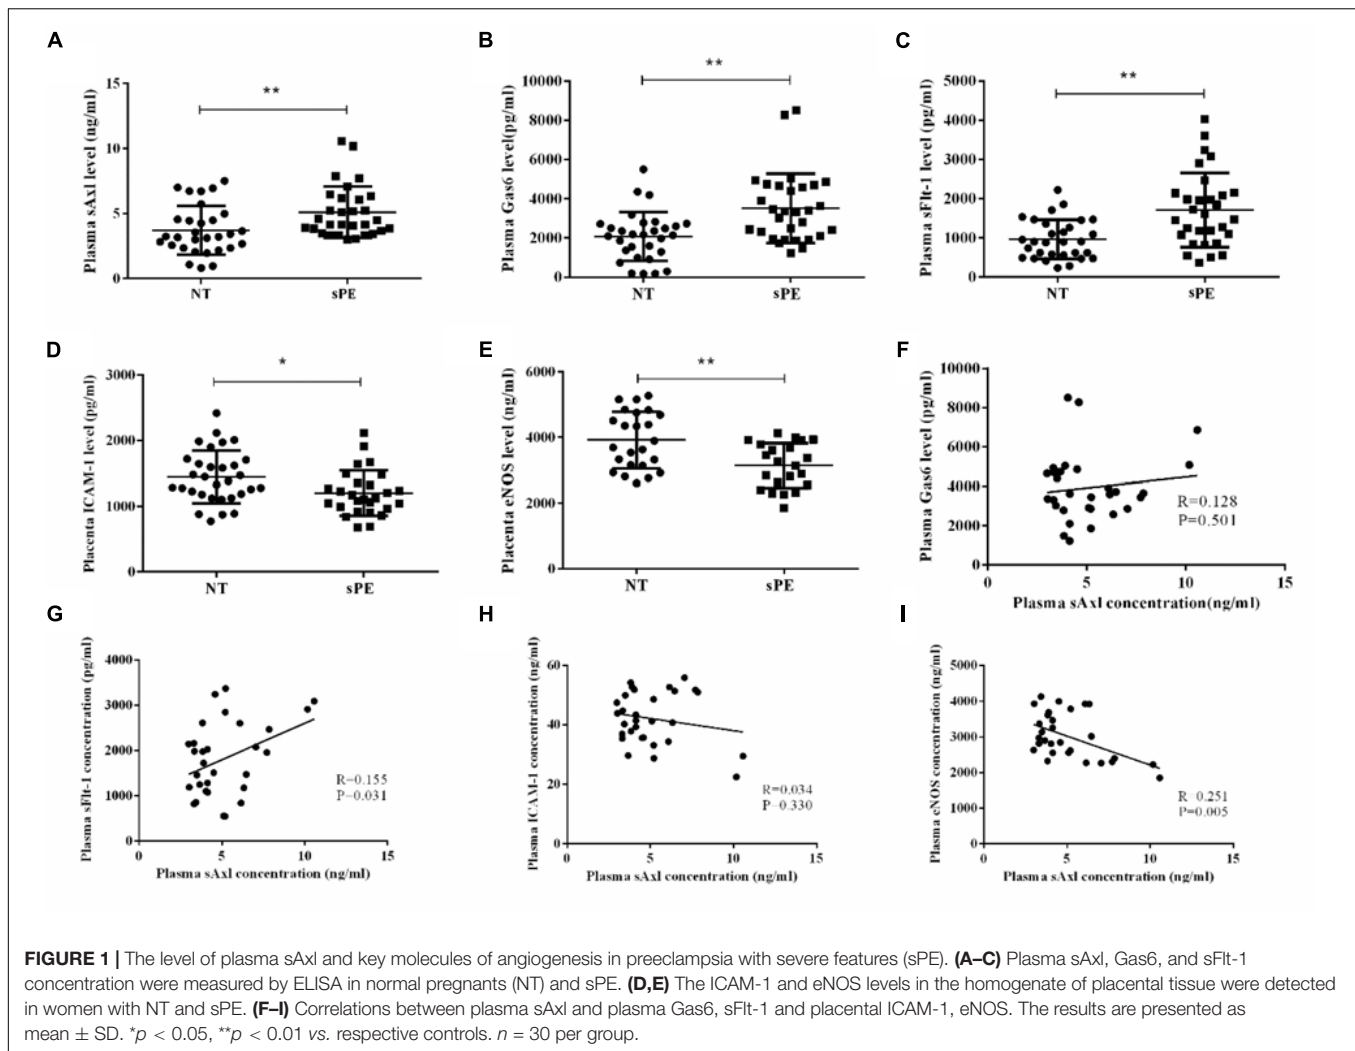 A
Plasma sAxl level (ng/ml)
15
10
5
0
**
NT
sPE
B
Plasma Gas6 level(pg/ml)
10000
8000
6000
4000
2000
0
**
NT
sPE
C
Plasma sFlt-1 level (pg/ml)
5000
4000
3000
2000
1000
0
**
NT
sPE
D
Placenta ICAM-1 level (pg/ml)
3000
2000
1000
0
*
NT
sPE
E
Placenta eNOS level (ng/ml)
6000
4000
2000
0
**
NT
sPE
F
Plasma Gas6 level (pg/ml)
10000
8000
6000
4000
2000
0
R=0.128
P=0.501
0
5
10
15
Plasma sAxl concentration(ng/ml)
G
Plasma sFlt-1 concentration (pg/ml)
4000
3000
2000
1000
0
R=0.155
P=0.031
0
5
10
15
Plasma sAxl concentration (ng/ml)
H
Plasma ICAM-1 concentration (ng/ml)
60
40
20
0
R=0.034
P=0.330
0
5
10
15
Plasma sAxl concentration (ng/ml)
I
Plasma eNOS concentration (ng/ml)
5000
4000
3000
2000
1000
0
R=0.251
P=0.005
0
5
10
15
Plasma sAxl concentration (ng/ml)
FIGURE 1 | The level of plasma sAxl and key molecules of angiogenesis in preeclampsia with severe features (sPE). (A–C) Plasma sAxl, Gas6, and sFlt-1
concentration were measured by ELISA in normal pregnants (NT) and sPE. (D,E) The ICAM-1 and eNOS levels in the homogenate of placental tissue were detected
in women with NT and sPE. (F–I) Correlations between plasma sAxl and plasma Gas6, sFlt-1 and placental ICAM-1, eNOS. The results are presented as
mean ± SD. *p < 0.05, **p < 0.01 vs. respective controls. n = 30 per group.